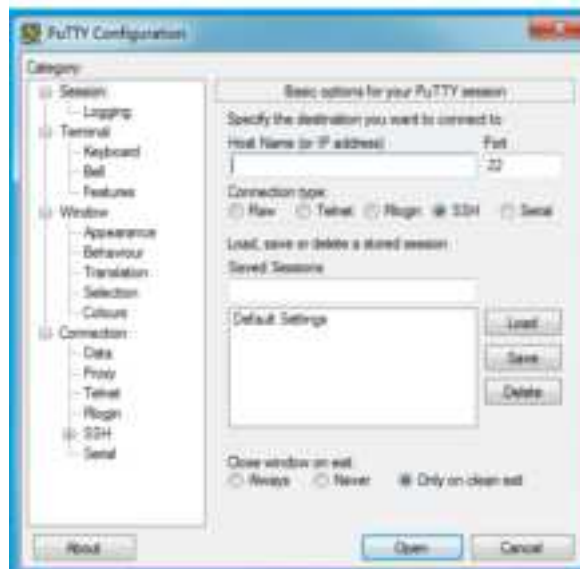 PuTTY Configuration
Category:
Session
Logging
Terminal
Keyboard
Bell
Features
Window
Appearance
Behaviour
Translation
Selection
Colours
Connection
Data
Proxy
Telnet
Rlogin
SSH
Serial
Basic options for your PuTTY session
Specify the destination you want to connect to
Host Name (or IP address) Port
22
Connection type:
Raw Telnet Rlogin SSH Serial
Load, save or delete a stored session
Saved Sessions
Default Settings
Load
Save
Delete
Close window on exit:
Always Never Only on clean exit
About Open Cancel